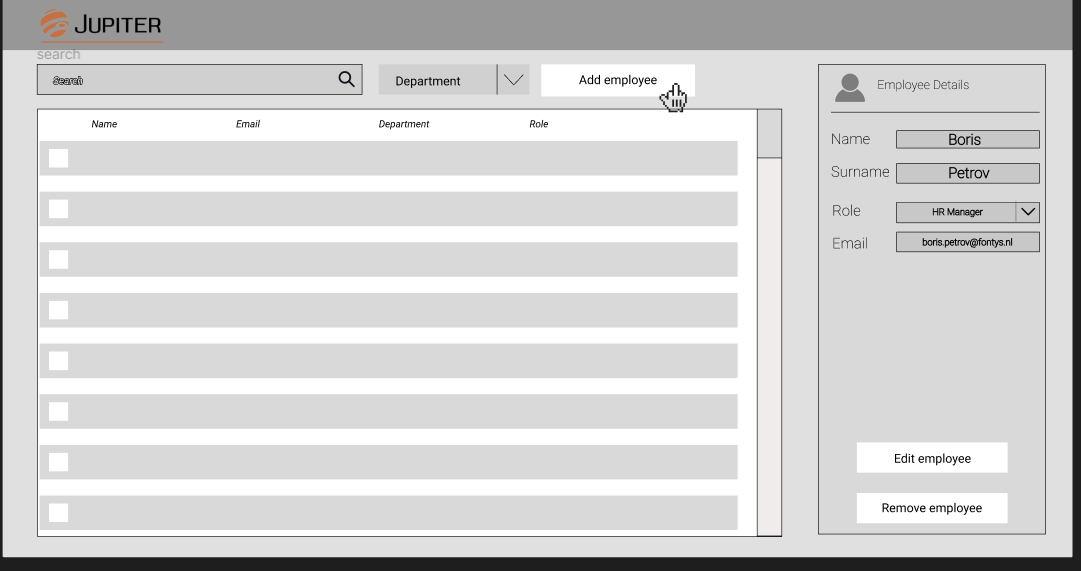 JUPITER
search
Search
Department
Add employee
Name Email Department Role
Employee Details
Name Boris
Surname Petrov
Role HR Manager
Email boris.petrov@fontys.nl
Edit employee
Remove employee